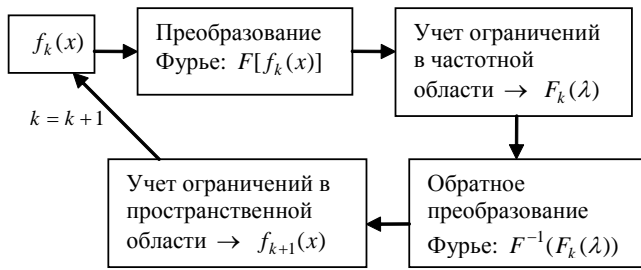 f_k(x)
Преобразование
Фурье: F[f_k(x)]
Учет ограничений
в частотной
области → F_k(λ)
k = k + 1
Учет ограничений в
пространственной
области → f_{k+1}(x)
Обратное
преобразование
Фурье: F^{-1}(F_k(λ))